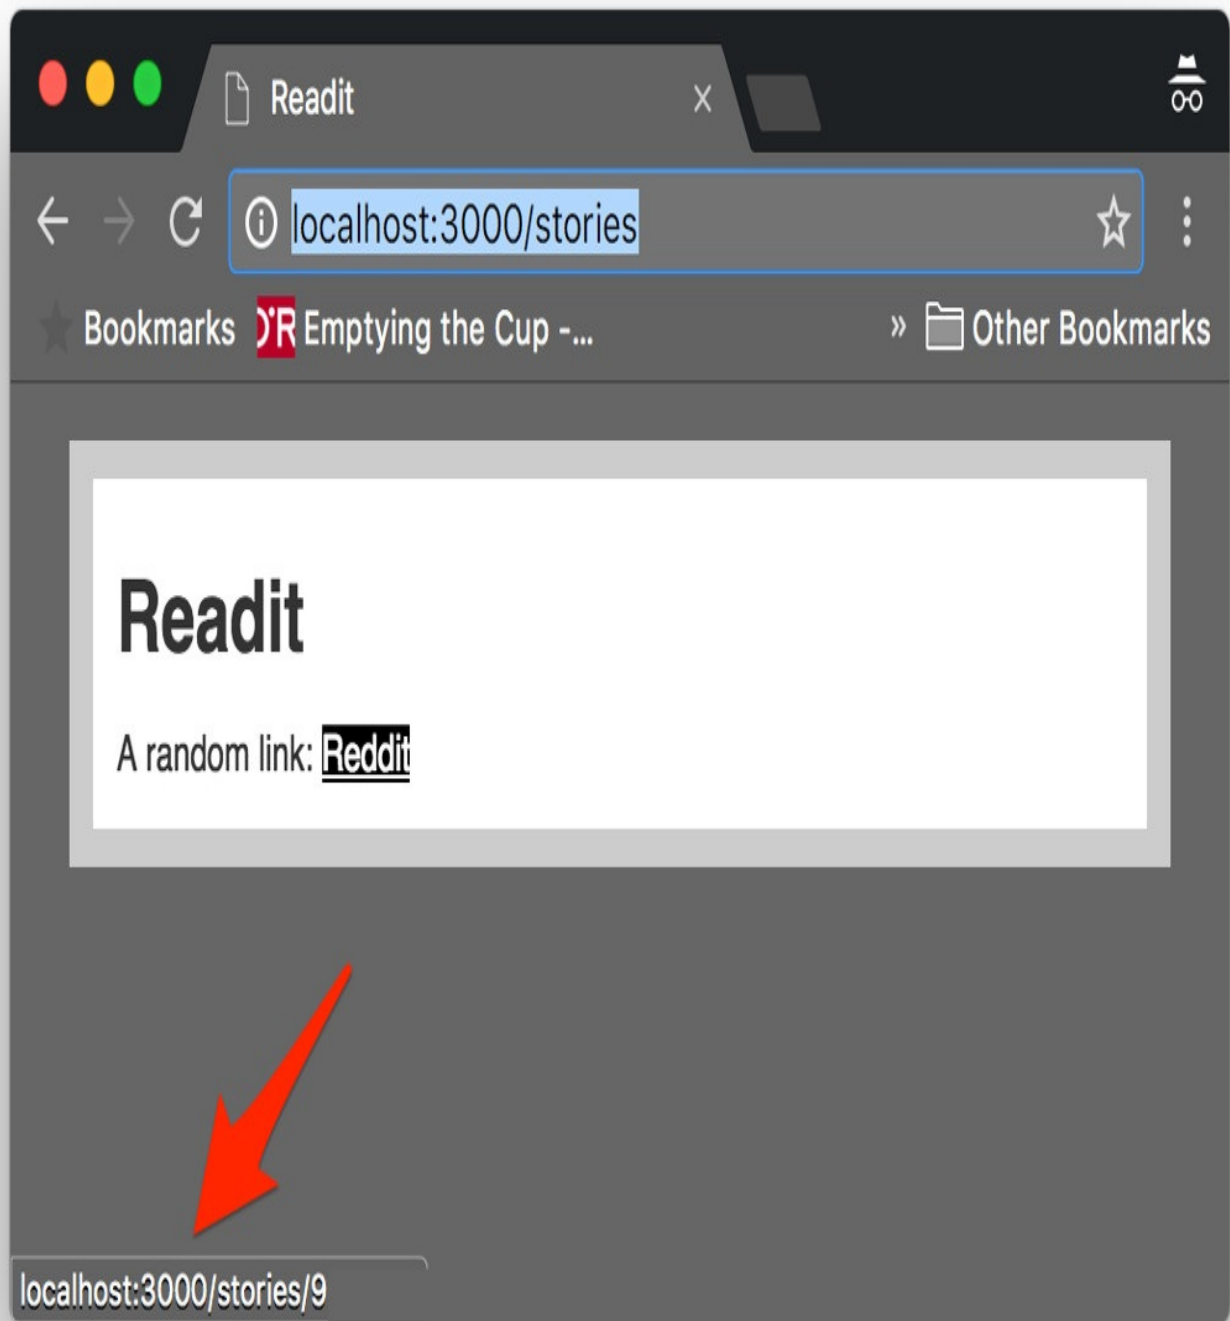 Readit
localhost:3000/stories
Bookmarks O'R Emptying the Cup -... » Other Bookmarks
Readit
A random link: Reddit
localhost:3000/stories/9